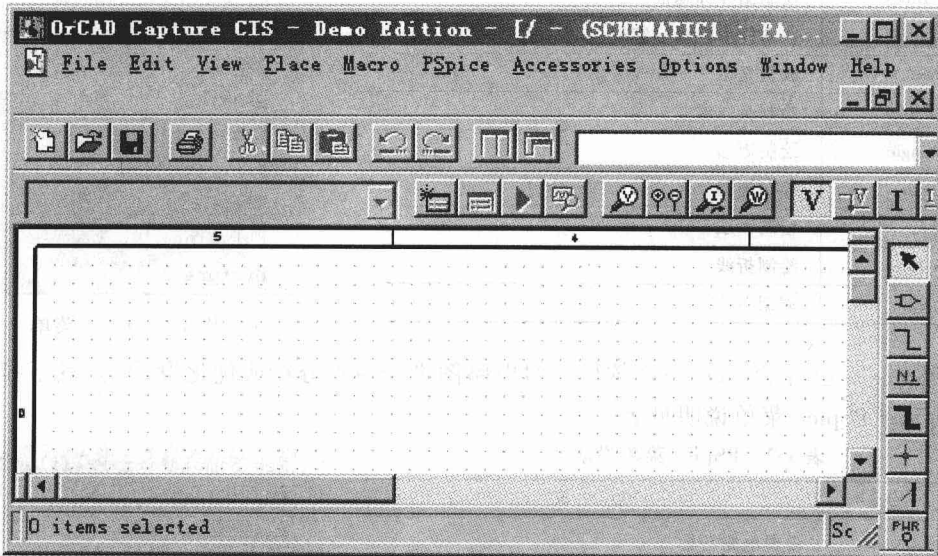 OrCAD Capture CIS - Demo Edition - [/ - (SCHEMATIC1 : PA...
File Edit View Place Macro PSpice Accessories Options Window Help
V V I I
5 4
N1
D
0 items selected Sc
PWR